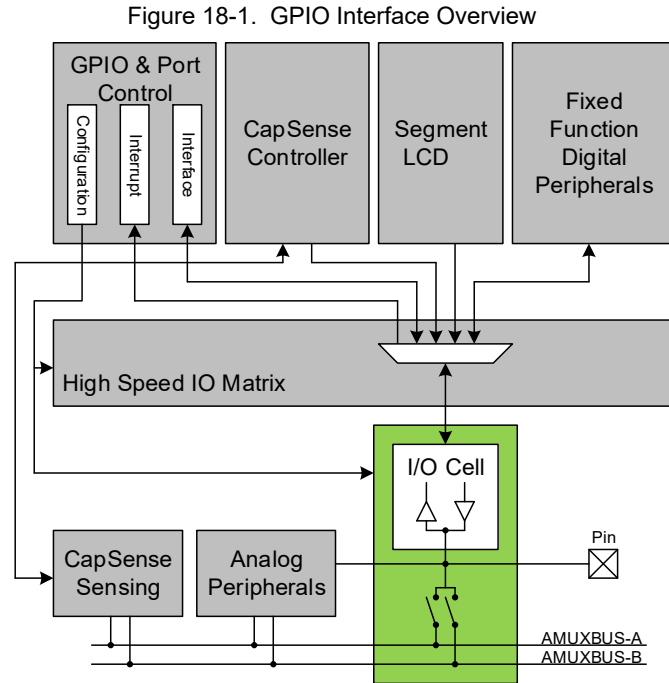 Figure 18-1. GPIO Interface Overview
GPIO & Port
Control
Configuration
Interrupt
Interface
CapSense
Controller
Segment
LCD
Fixed
Function
Digital
Peripherals
High Speed IO Matrix
I/O Cell
CapSense
Sensing
Analog
Peripherals
Pin
AMUXBUS-A
AMUXBUS-B